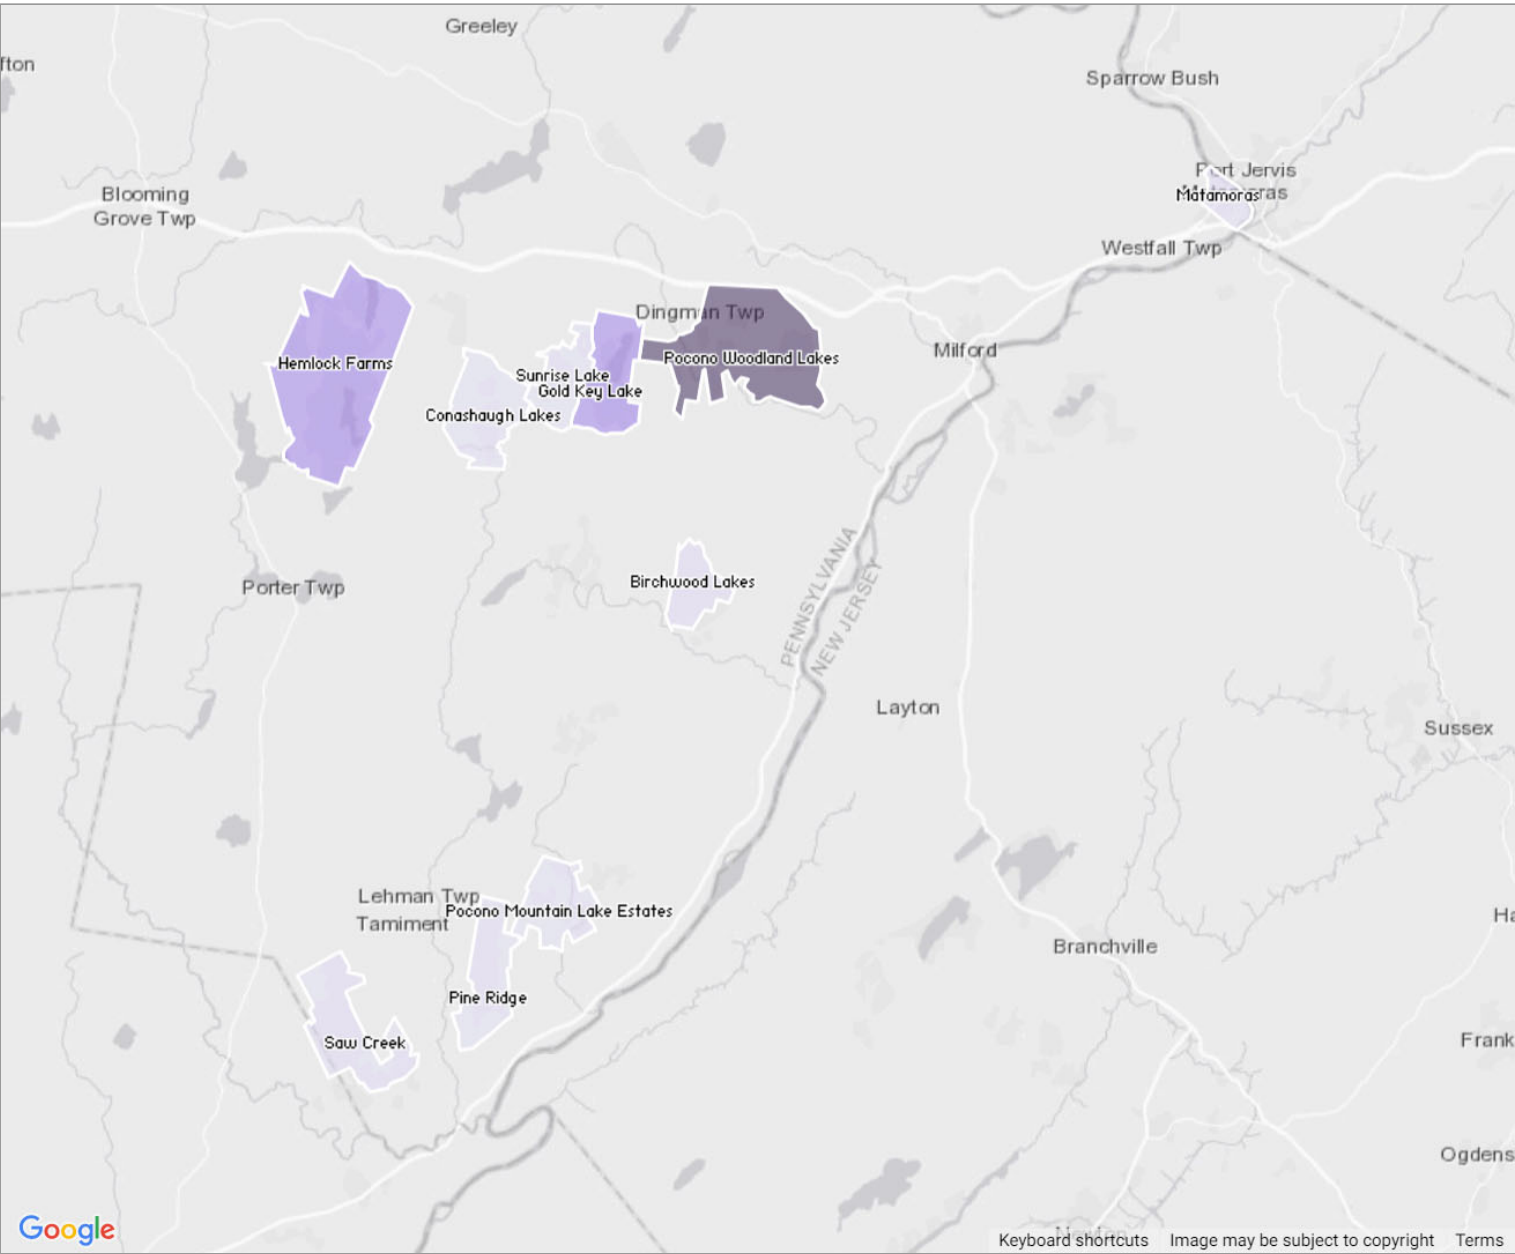 Greeley
fton
Sparrow Bush
Port Jervis
Matamoras
Blooming
Grove Twp
Westfall Twp
Dingman Twp
Milford
Pocono Woodland Lakes
Hemlock Farms
Sunrise Lake
Gold Key Lake
Conashaugh Lakes
Birchwood Lakes
Porter Twp
PENNSYLVANIA
NEW JERSEY
Layton
Sussex
Lehman Twp
Tamiment
Pocono Mountain Lake Estates
Ha
Branchville
Pine Ridge
Saw Creek
Frank
Ogdens
Google
Keyboard shortcuts
Image may be subject to copyright
Terms